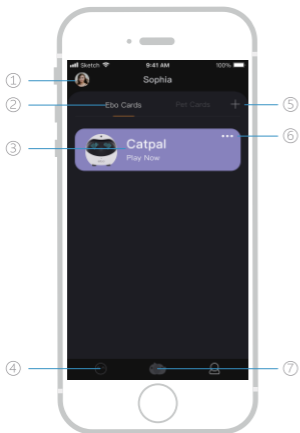 Sketch 9:41 AM 100%
① Sophia
② Ebo Cards Pet Cards + ⑤
••• ⑥
③ Catpal
Play Now
④ ⑦